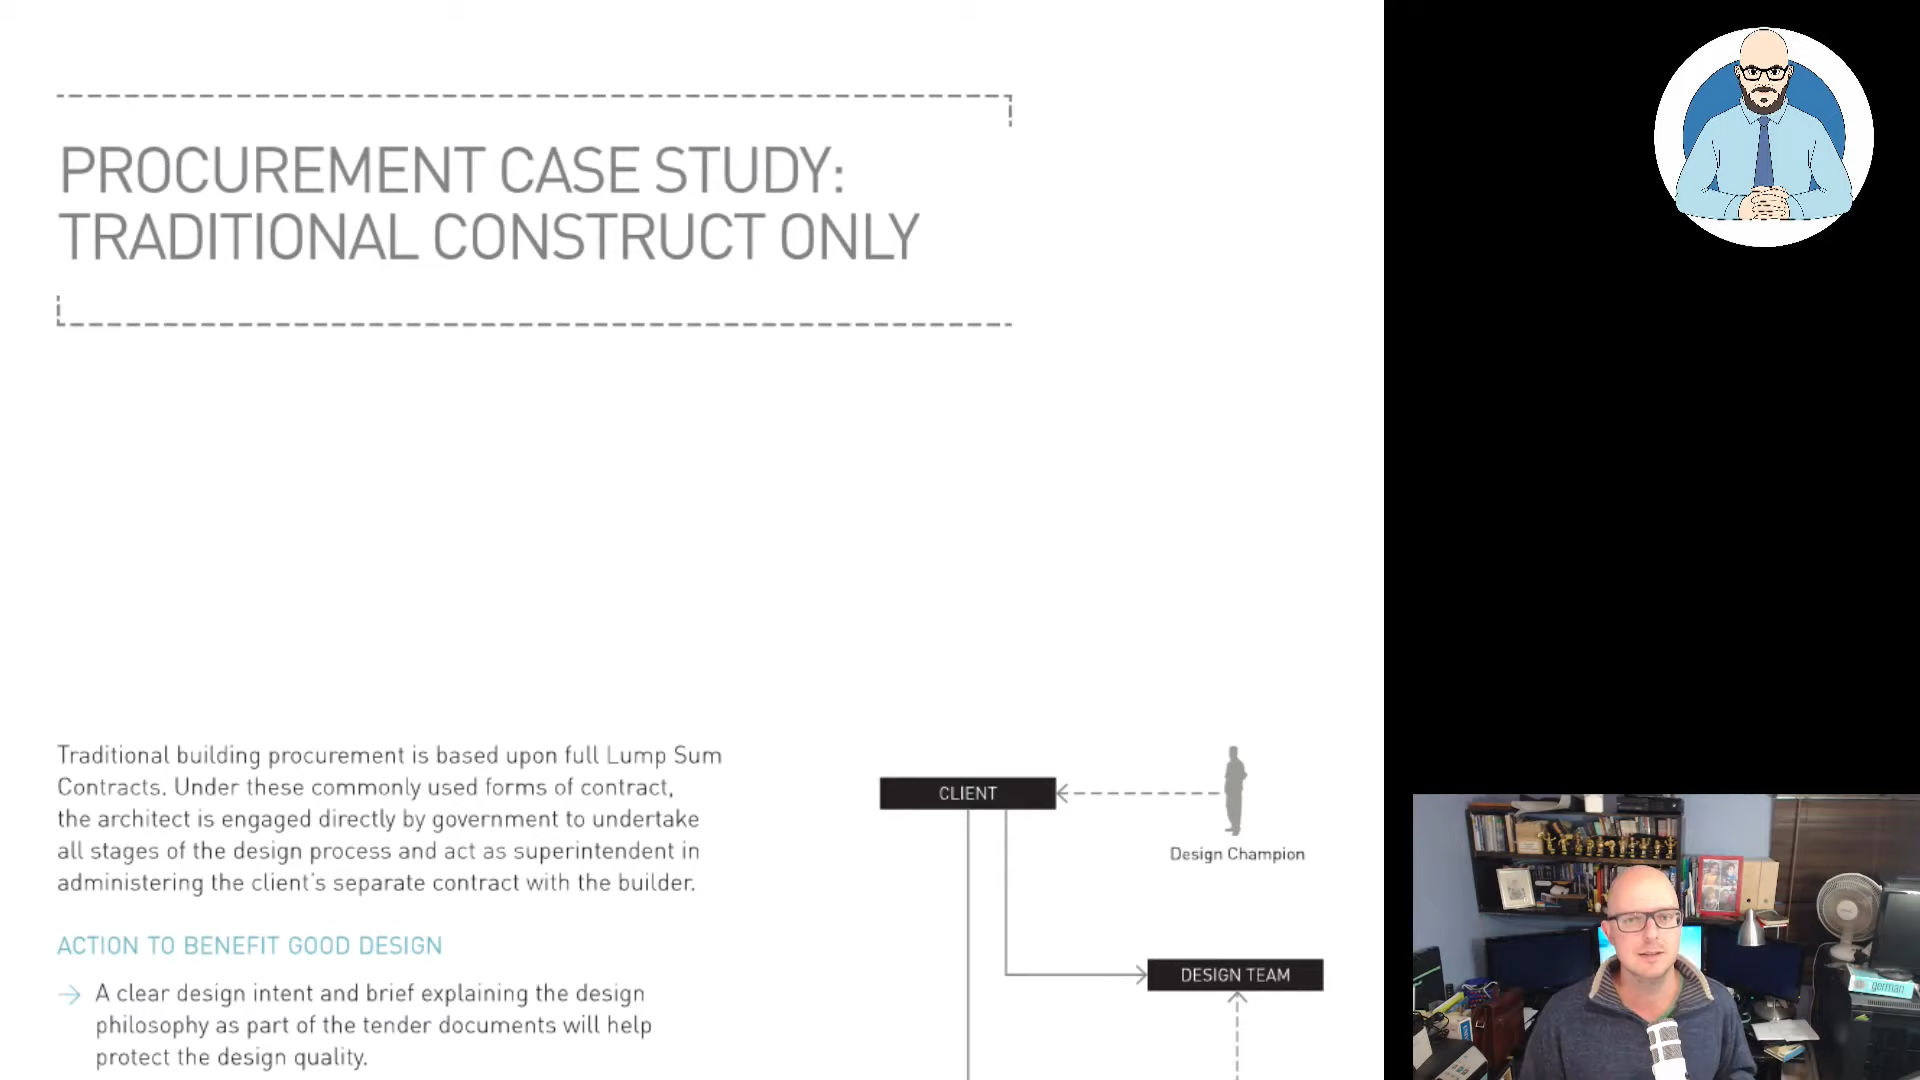 PROCUREMENT CASE STUDY:
TRADITIONAL CONSTRUCT ONLY
Traditional building procurement is based upon full Lump Sum
Contracts. Under these commonly used forms of contract,
the architect is engaged directly by government to undertake
all stages of the design process and act as superintendent in
administering the client's separate contract with the builder.
ACTION TO BENEFIT GOOD DESIGN
A clear design intent and brief explaining the design
philosophy as part of the tender documents will help
protect the design quality.
CLIENT
Design Champion
DESIGN TEAM
german